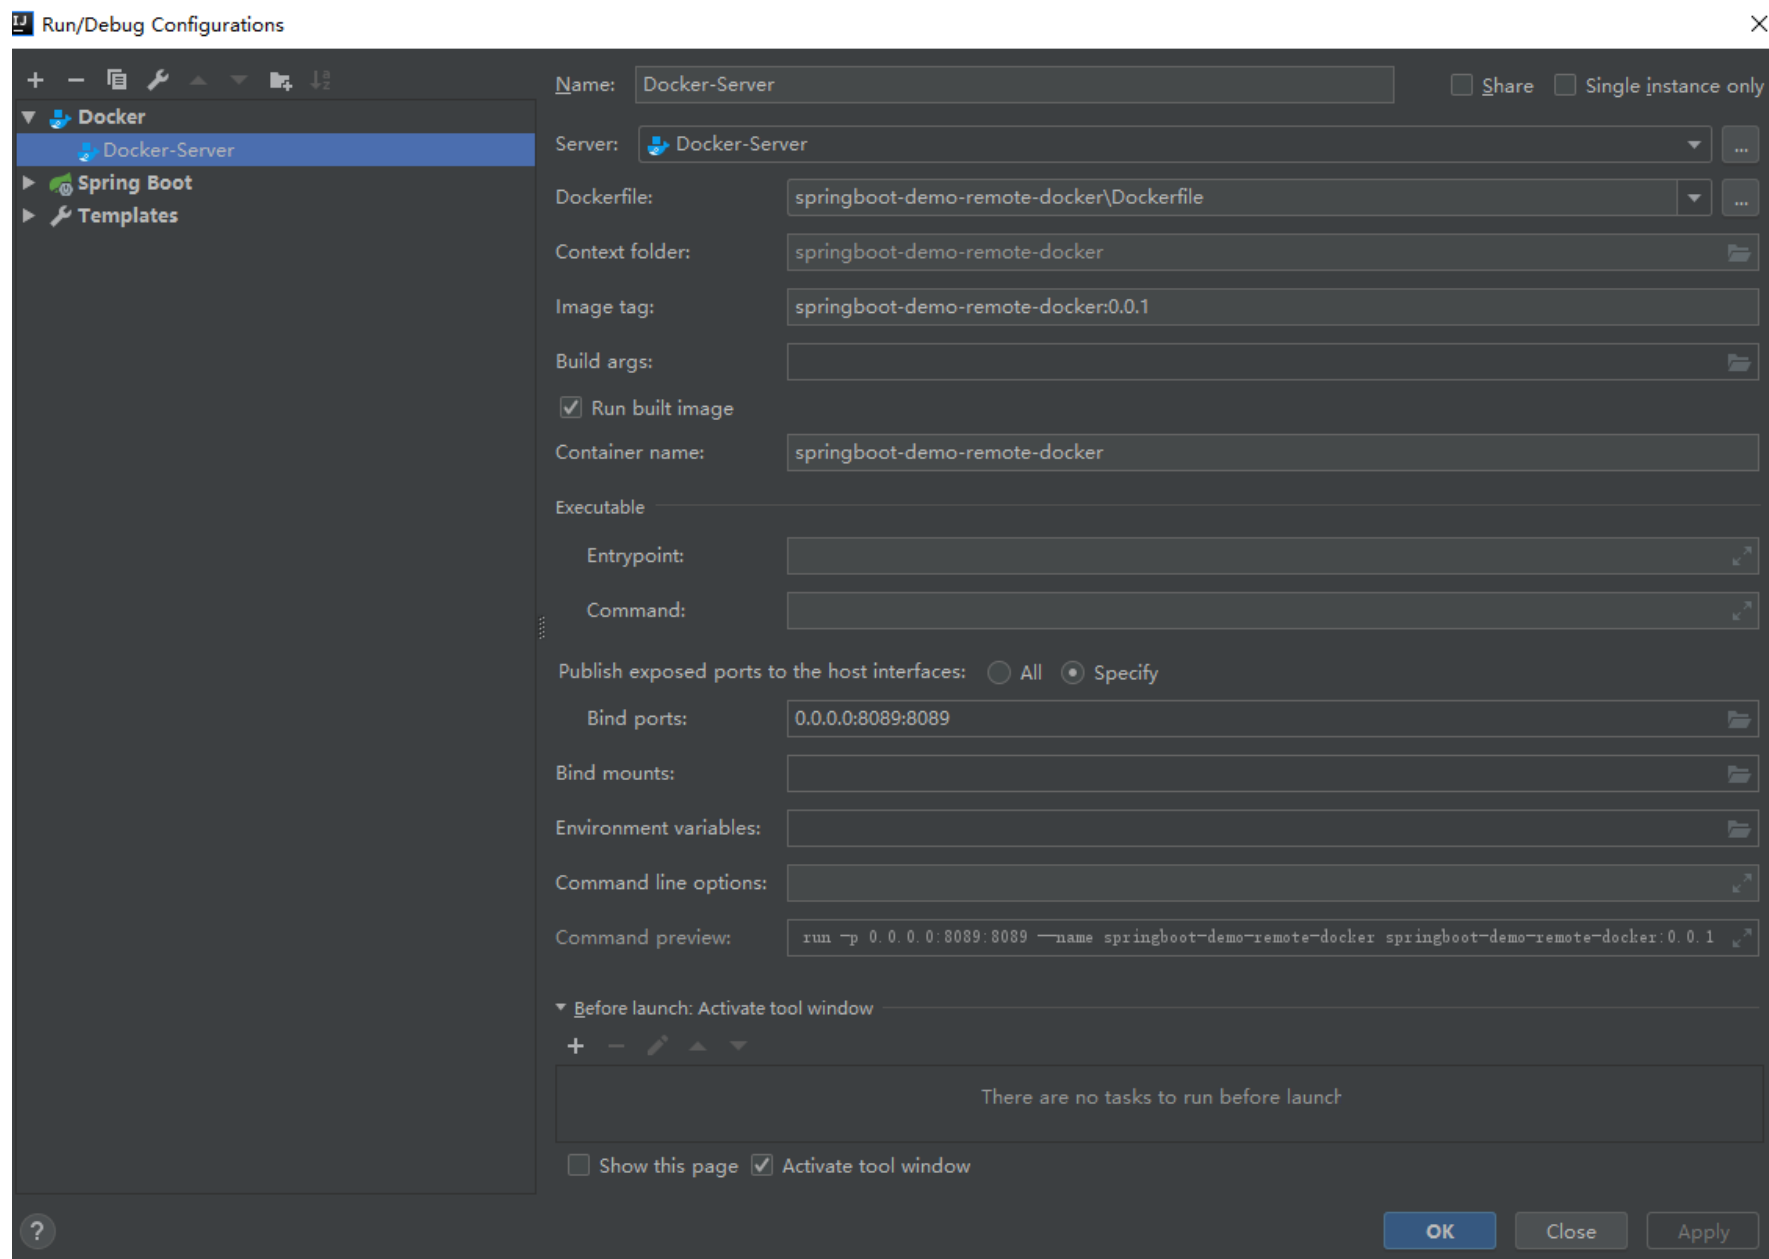 Run/Debug Configurations
Name: Docker-Server Share Single instance only
Docker
Docker-Server
Spring Boot
Templates
Server: Docker-Server ...
Dockerfile: springboot-demo-remote-docker\Dockerfile ...
Context folder: springboot-demo-remote-docker
Image tag: springboot-demo-remote-docker:0.0.1
Build args:
Run built image
Container name: springboot-demo-remote-docker
Executable
Entrypoint:
Command:
Publish exposed ports to the host interfaces: All Specify
Bind ports: 0.0.0.0:8089:8089
Bind mounts:
Environment variables:
Command line options:
Command preview: run -p 0.0.0.0:8089:8089 --name springboot-demo-remote-docker springboot-demo-remote-docker:0.0.1
Before launch: Activate tool window
There are no tasks to run before launch
Show this page Activate tool window
? OK Close Apply